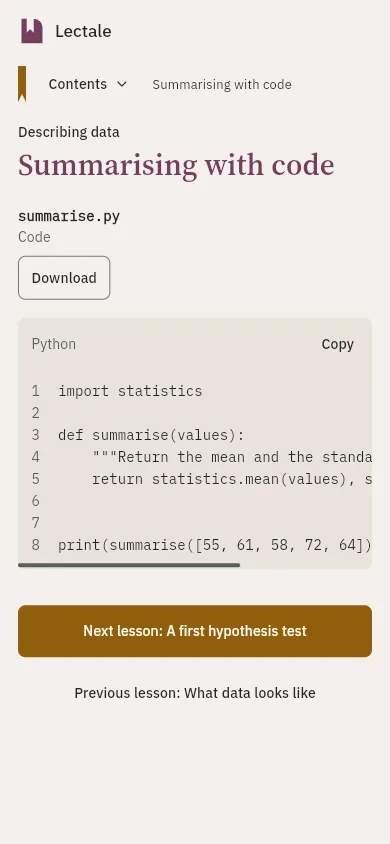 Lectale
Contents
Summarising with code
Describing data
Summarising with code
summarise.py
Code
Download
Python
Copy
1 import statistics
2
3 def summarise(values):
4     """Return the mean and the standa
5     return statistics.mean(values), s
6
7
8 print(summarise([55, 61, 58, 72, 64])
Next lesson: A first hypothesis test
Previous lesson: What data looks like